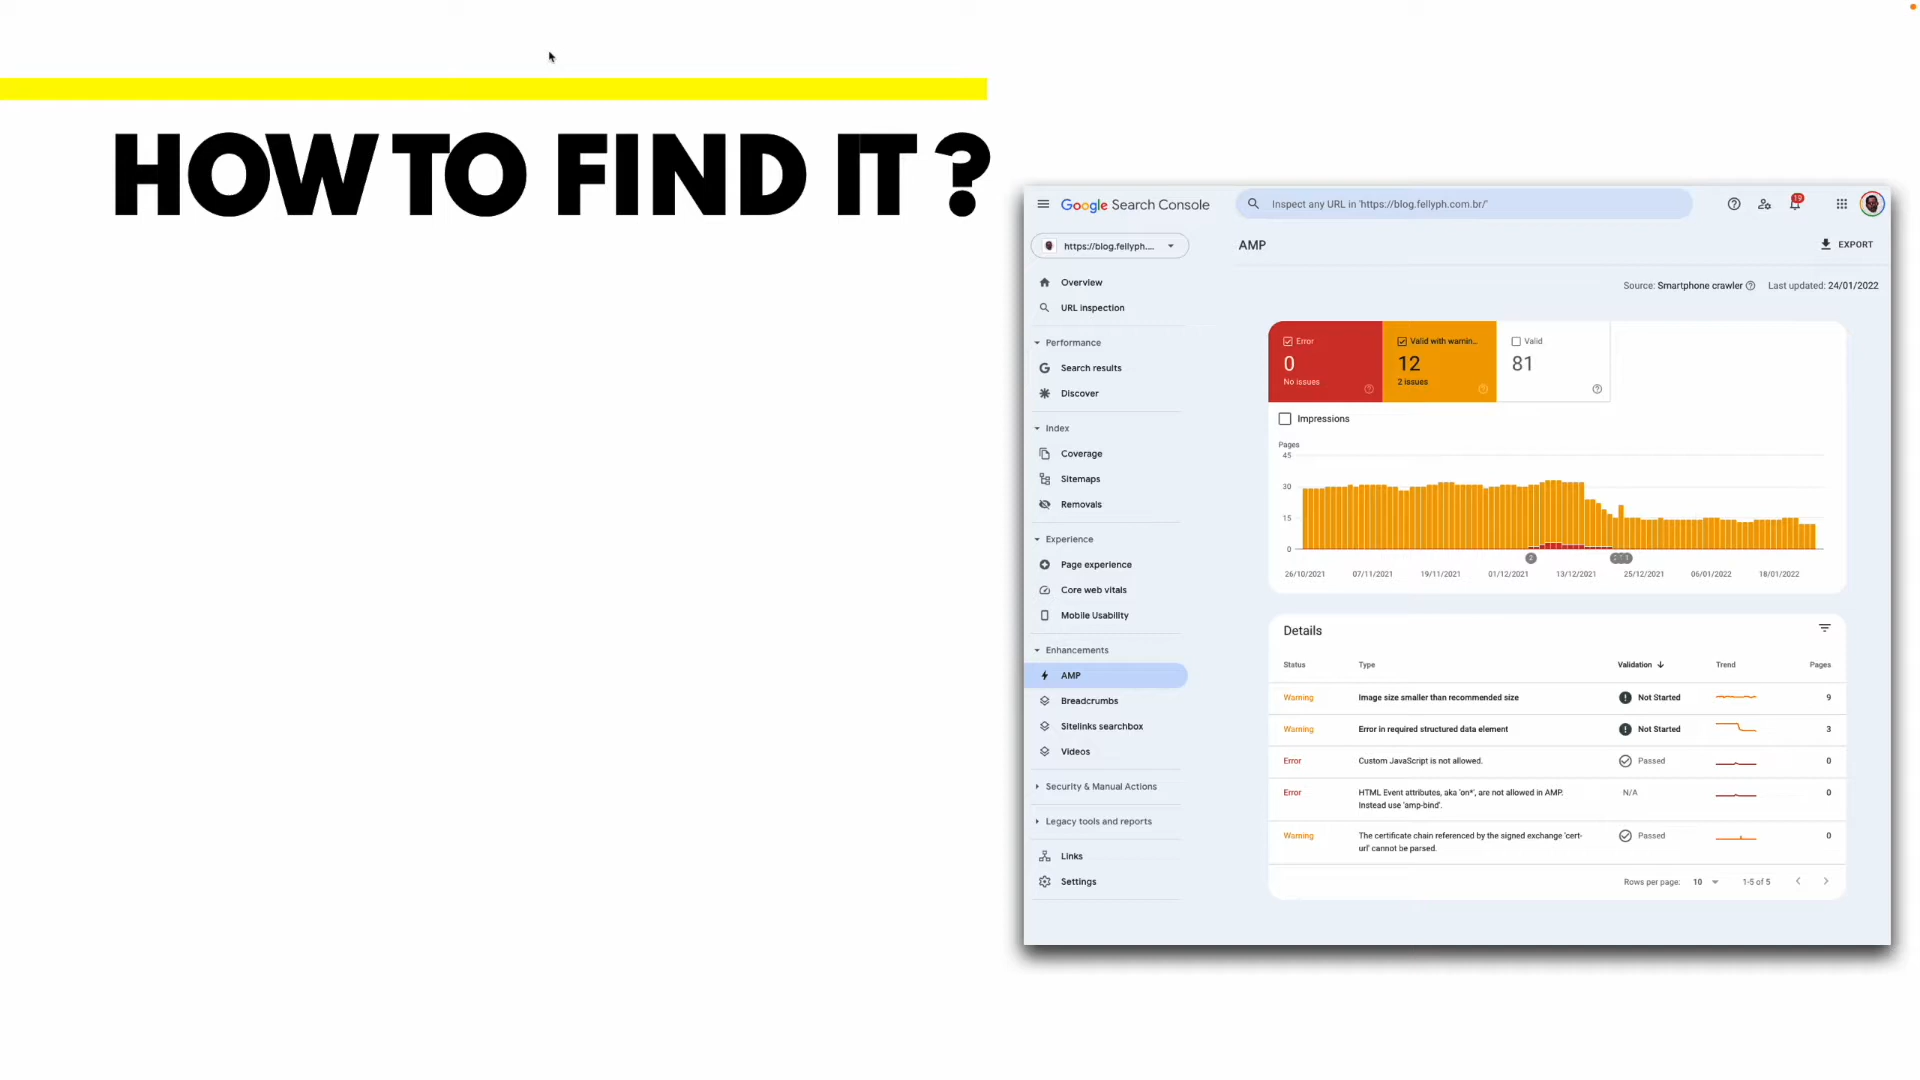 HOW TO FIND IT ?
Google Search Console
Inspect any URL in 'https://blog.fellyph.com.br/'
19
https://blog.fellyph....
AMP
EXPORT
Overview
URL inspection
Performance
Search results
Discover
Index
Coverage
Sitemaps
Removals
Experience
Page experience
Core web vitals
Mobile Usability
Enhancements
AMP
Breadcrumbs
Sitelinks searchbox
Videos
Security & Manual Actions
Legacy tools and reports
Links
Settings
Source: Smartphone crawler Last updated: 24/01/2022
Error
0
No issues
Valid with warnin...
12
2 issues
Valid
81
Impressions
Pages
45
30
15
0
26/10/2021 07/11/2021 19/11/2021 01/12/2021 13/12/2021 25/12/2021 06/01/2022 18/01/2022
Details
Status Type Validation Trend Pages
Warning Image size smaller than recommended size Not Started 9
Warning Error in required structured data element Not Started 3
Error Custom JavaScript is not allowed. Passed 0
Error HTML Event attributes, aka 'on*', are not allowed in AMP. N/A 0
Instead use 'amp-bind'.
Warning The certificate chain referenced by the signed exchange 'cert- Passed 0
url' cannot be parsed.
Rows per page: 10 1-5 of 5